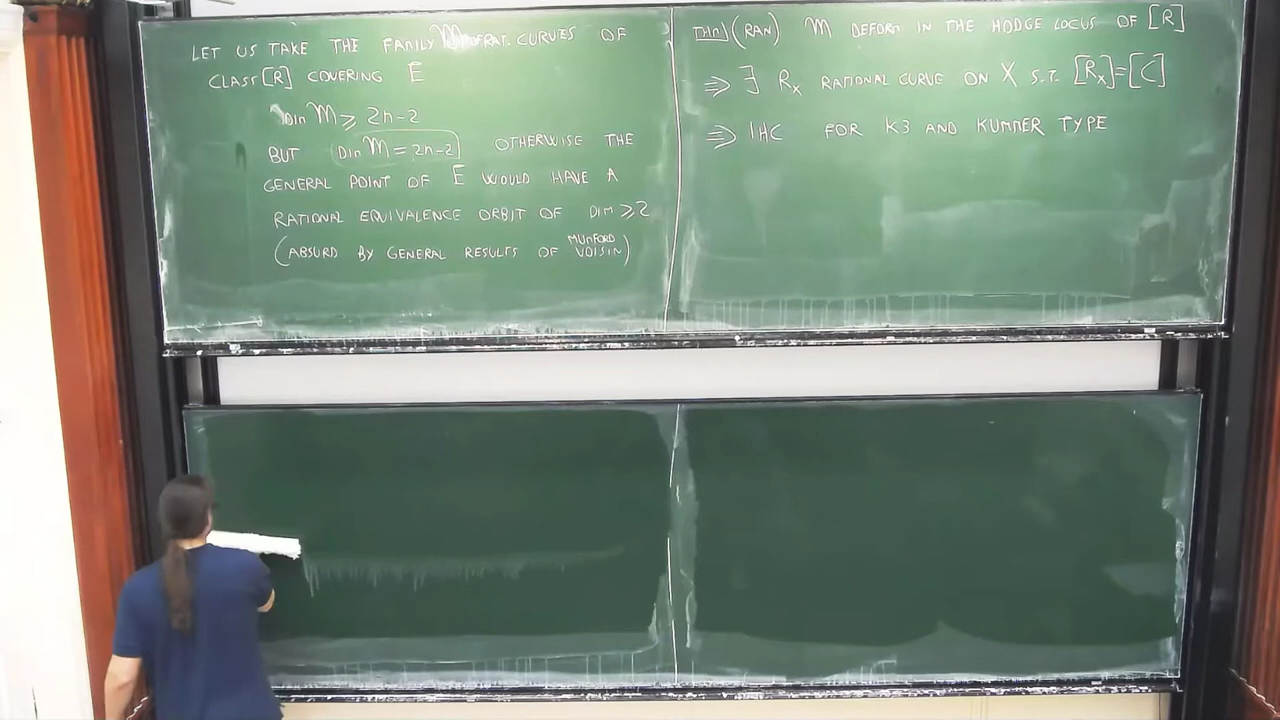 LET US TAKE THE FAMILY M OF RAT. CURVES OF
CLASS [R] COVERING E
DIM M ⩾ 2n-2
BUT DIM M = 2n-2 OTHERWISE THE
GENERAL POINT OF E WOULD HAVE A
RATIONAL EQUIVALENCE ORBIT OF DIM ⩾ 2
(ABSURD BY GENERAL RESULTS OF MUMFORD VOISIN)
THM (RAN) M DEFORM IN THE HODGE LOCUS OF [R]
⇒ ∃ Rx RATIONAL CURVE ON X S.T. [Rx]=[C]
⇒ IHC FOR K3 AND KUMMER TYPE